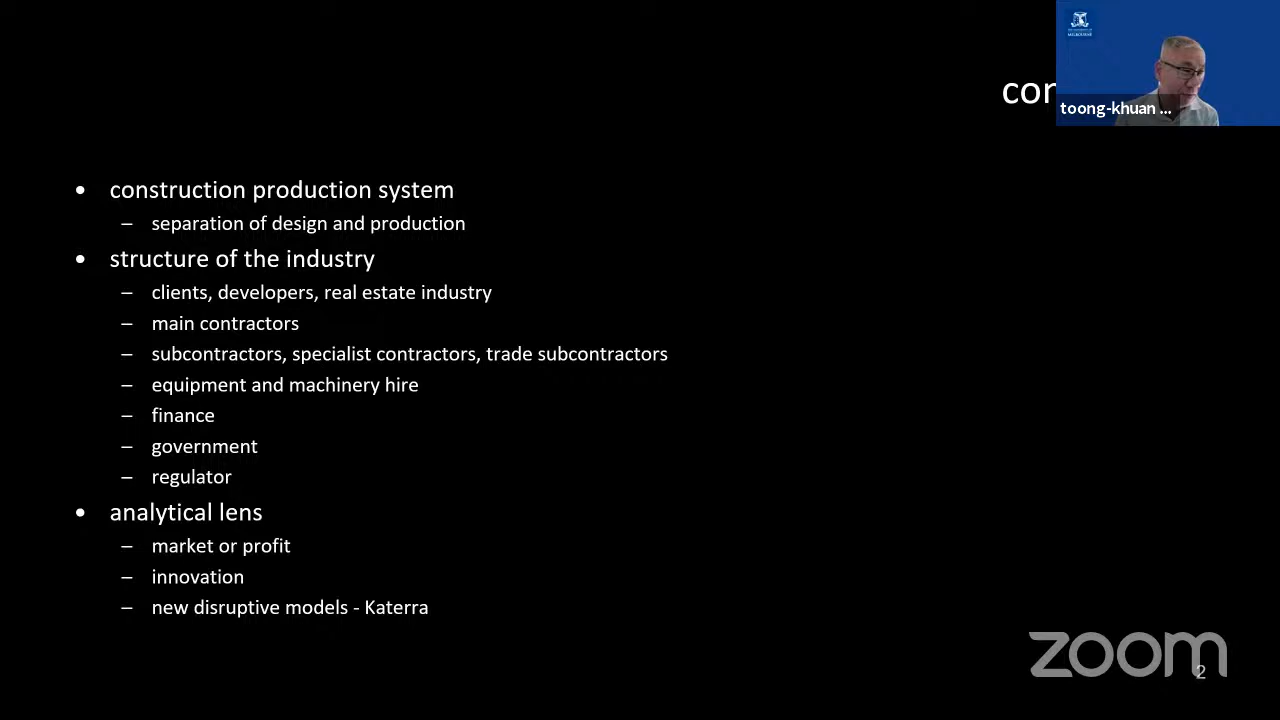 toong-khuan ...
• construction production system
– separation of design and production
• structure of the industry
– clients, developers, real estate industry
– main contractors
– subcontractors, specialist contractors, trade subcontractors
– equipment and machinery hire
– finance
– government
– regulator
• analytical lens
– market or profit
– innovation
– new disruptive models - Katerra
zoom
2